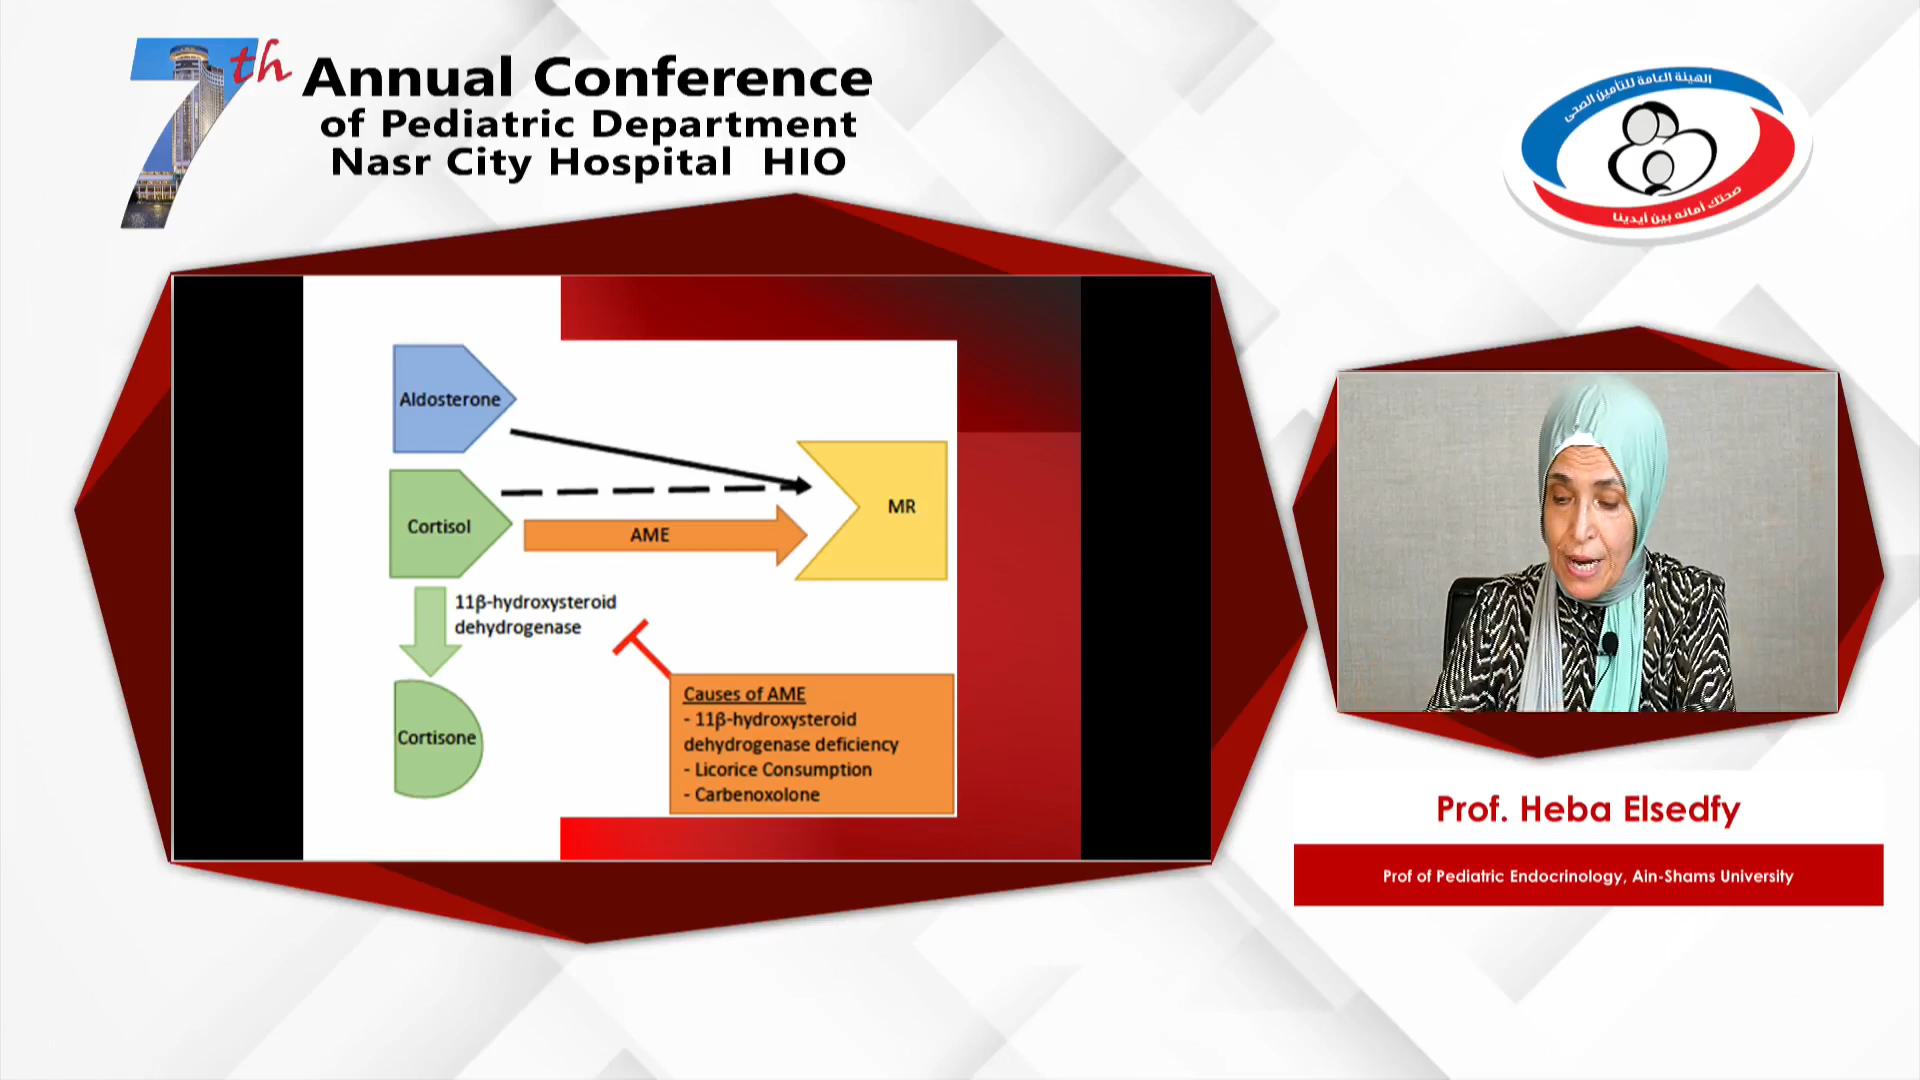 7th Annual Conference
of Pediatric Department
Nasr City Hospital HIO
الهيئة العامة للتأمين الصحى
صحتك أمانه بين أيدينا
Aldosterone
Cortisol
AME
MR
11β-hydroxysteroid
dehydrogenase
Cortisone
Causes of AME
- 11β-hydroxysteroid
dehydrogenase deficiency
- Licorice Consumption
- Carbenoxolone
Prof. Heba Elsedfy
Prof of Pediatric Endocrinology, Ain-Shams University